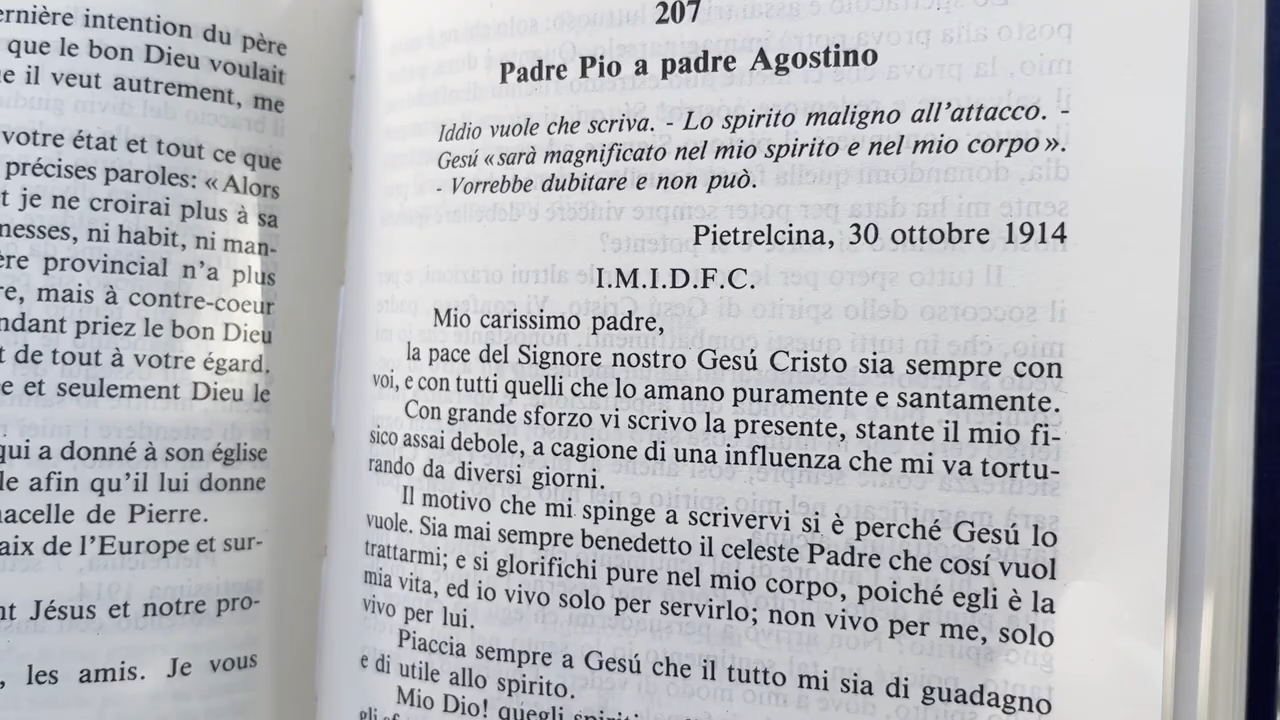 ernière intention du père
que le bon Dieu voulait
e il veut autrement, me
votre état et tout ce que
précises paroles: « Alors
t je ne croirai plus à sa
nesses, ni habit, ni man-
ère provincial n'a plus
re, mais à contre-coeur
ndant priez le bon Dieu
t de tout à votre égard.
e et seulement Dieu le
qui a donné à son église
le afin qu'il lui donne
nacelle de Pierre.
aix de l'Europe et sur-
nt Jésus et notre pro-
, les amis. Je vous
207
Padre Pio a padre Agostino
Iddio vuole che scriva. - Lo spirito maligno all'attacco. -
Gesú «sarà magnificato nel mio spirito e nel mio corpo».
- Vorrebbe dubitare e non può.
Pietrelcina, 30 ottobre 1914
I.M.I.D.F.C.
Mio carissimo padre,
la pace del Signore nostro Gesú Cristo sia sempre con
voi, e con tutti quelli che lo amano puramente e santamente.
Con grande sforzo vi scrivo la presente, stante il mio fi-
sico assai debole, a cagione di una influenza che mi va tortu-
rando da diversi giorni.
Il motivo che mi spinge a scrivervi si è perché Gesú lo
vuole. Sia mai sempre benedetto il celeste Padre che cosí vuol
trattarmi; e si glorifichi pure nel mio corpo, poiché egli è la
mia vita, ed io vivo solo per servirlo; non vivo per me, solo
vivo per lui.
Piaccia sempre a Gesú che il tutto mi sia di guadagno
e di utile allo spirito.
Mio Dio! quegli